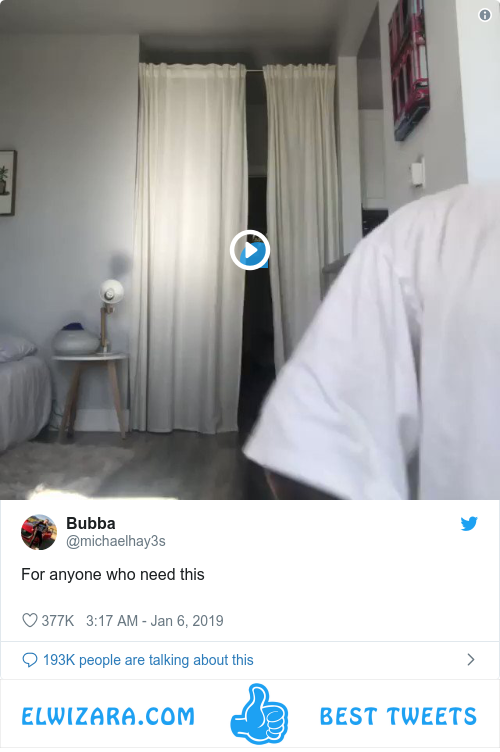 Bubba
@michaelhay3s
For anyone who need this
377K 3:17 AM - Jan 6, 2019
193K people are talking about this
ELWIZARA.COM BEST TWEETS